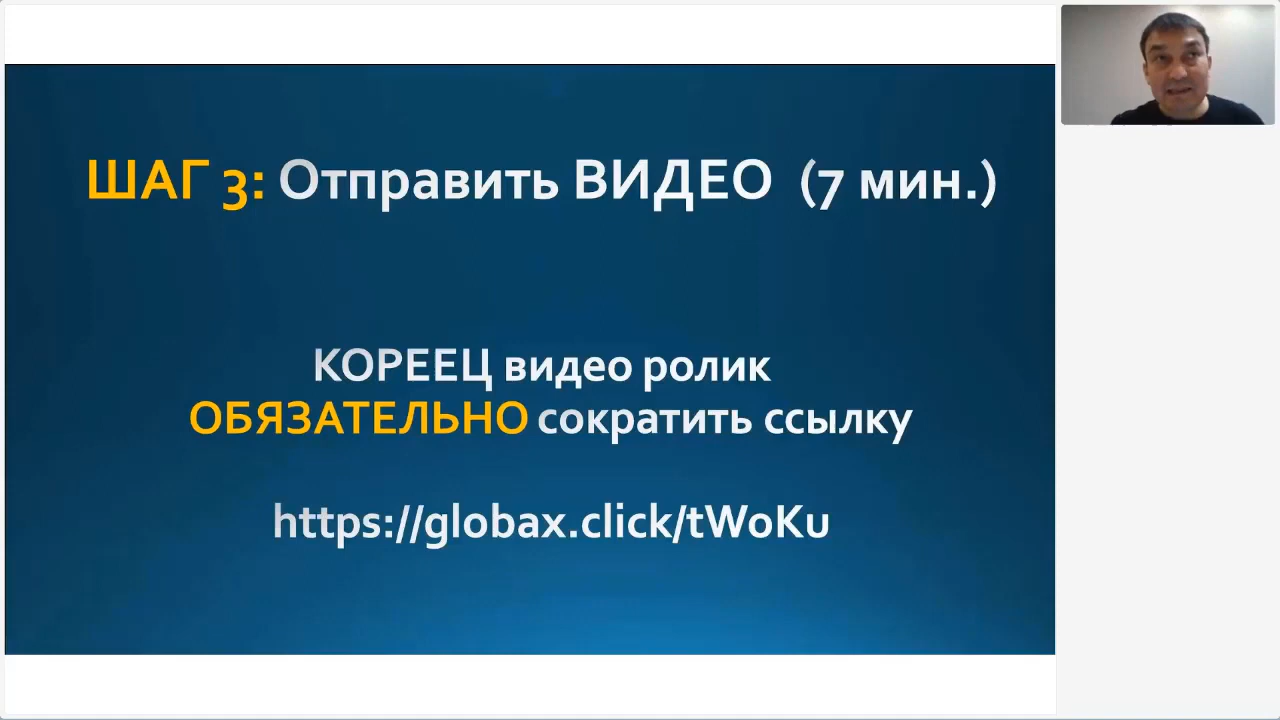 ШАГ 3: Отправить ВИДЕО (7 мин.)
КОРЕЕЦ видео ролик
ОБЯЗАТЕЛЬНО сократить ссылку
https://globax.click/tWoKu